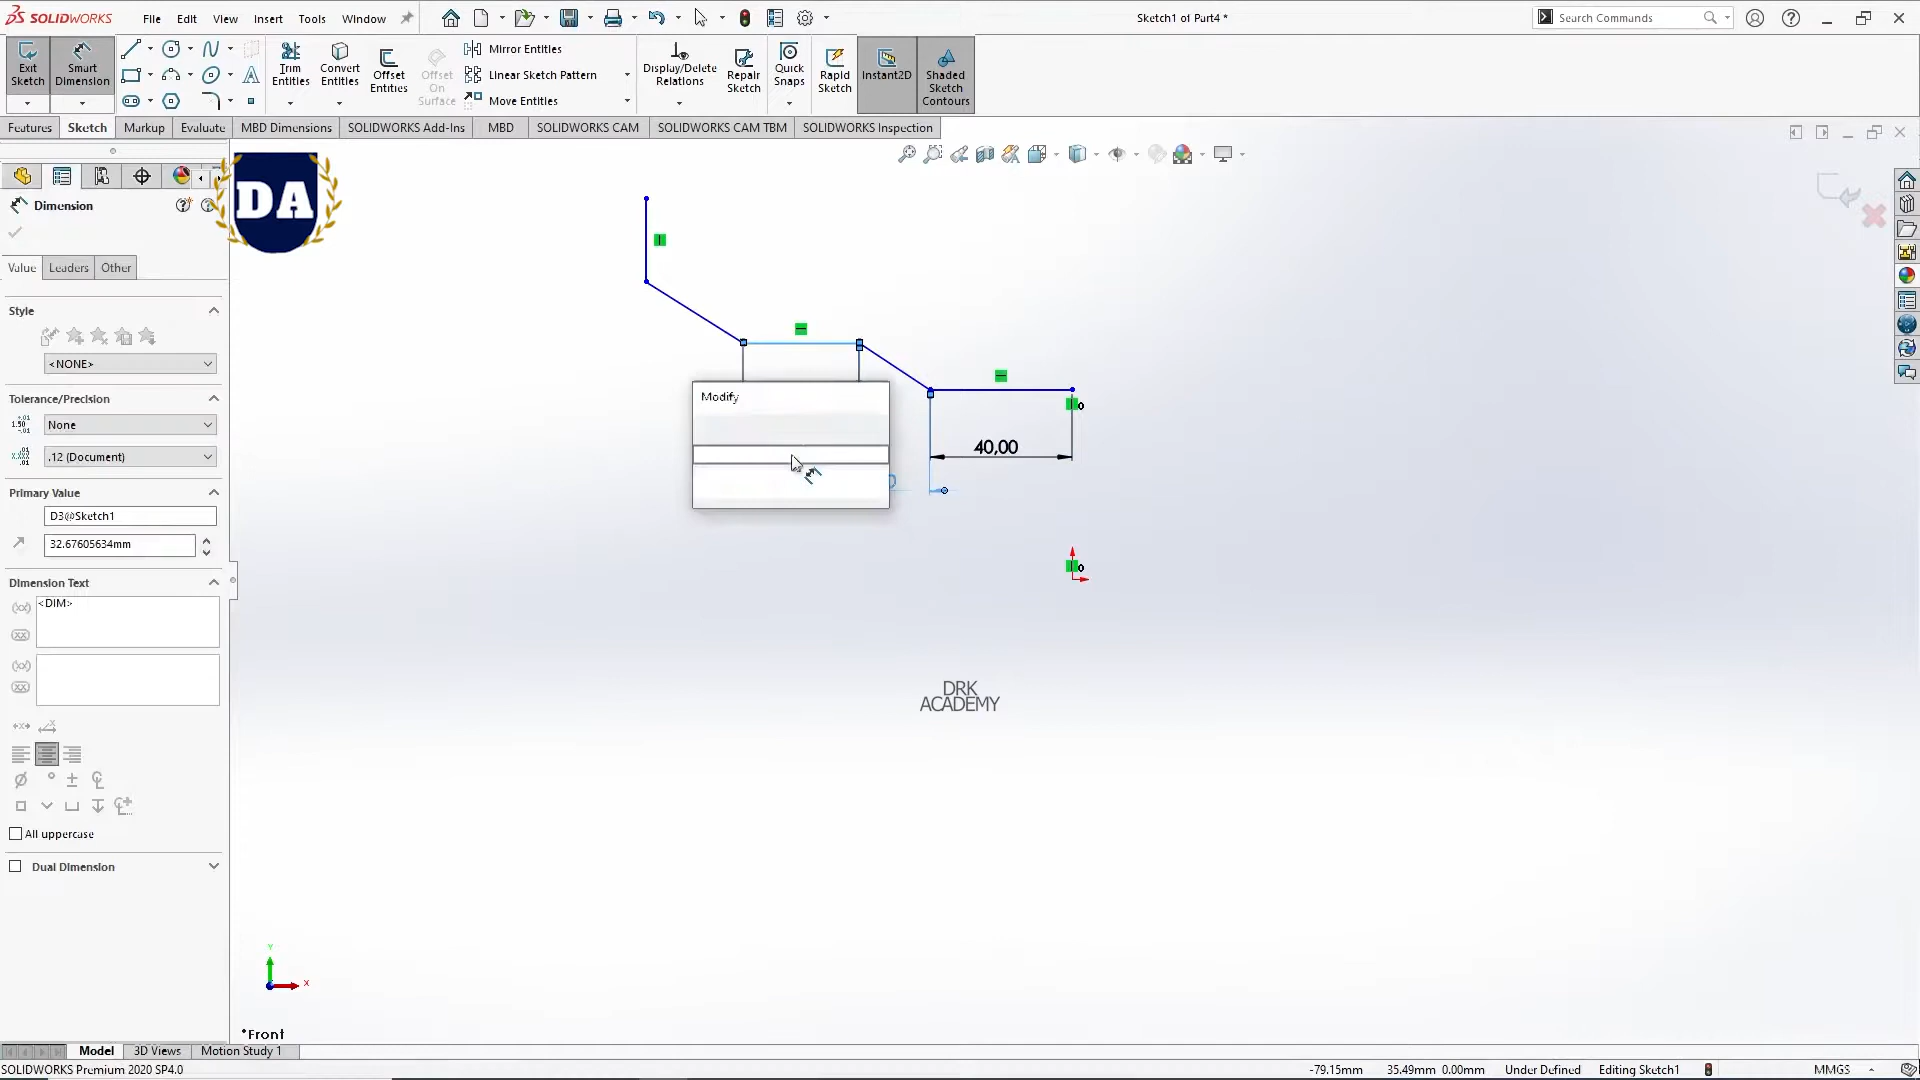 SOLIDWORKS
File Edit View Insert Tools Window
Sketch1 of Part4 *
Search Commands
Exit Sketch
Smart Dimension
Trim Entities
Convert Entities
Offset Entities
Offset On Surface
Mirror Entities
Linear Sketch Pattern
Move Entities
Display/Delete Relations
Repair Sketch
Quick Snaps
Rapid Sketch
Instant2D
Shaded Sketch Contours
Features Sketch Markup Evaluate MBD Dimensions SOLIDWORKS Add-Ins MBD SOLIDWORKS CAM SOLIDWORKS CAM TBM SOLIDWORKS Inspection
DA
Dimension
Value Leaders Other
Style
<NONE>
Tolerance/Precision
None
.12 (Document)
Primary Value
D3@Sketch1
32.67605634mm
Dimension Text
<DIM>
All uppercase
Dual Dimension
Modify
40,00
0
0
DRK
ACADEMY
Y
X
*Front
Model 3D Views Motion Study 1
SOLIDWORKS Premium 2020 SP4.0
-79.15mm 35.49mm 0.00mm Under Defined Editing Sketch1 MMGS